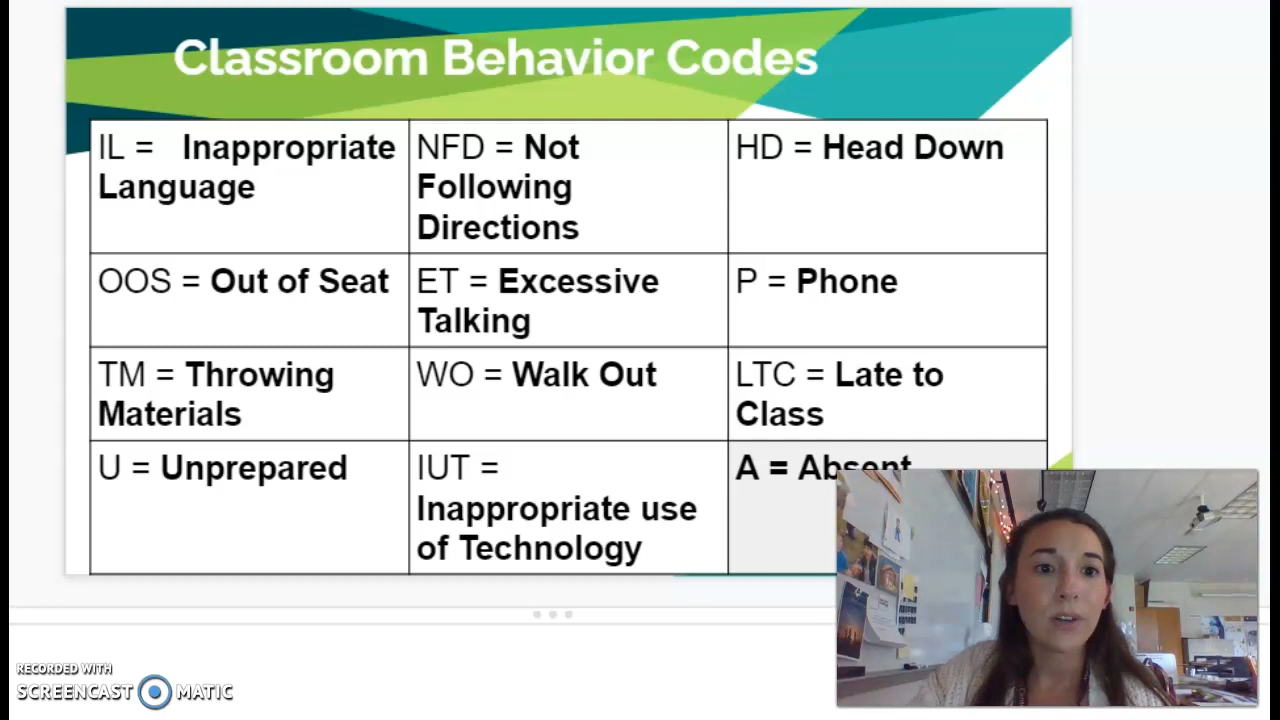 Classroom Behavior Codes
IL = Inappropriate
Language
NFD = Not
Following
Directions
HD = Head Down
OOS = Out of Seat
ET = Excessive
Talking
P = Phone
TM = Throwing
Materials
WO = Walk Out
LTC = Late to
Class
U = Unprepared
IUT =
Inappropriate use
of Technology
A = Absent
RECORDED WITH
SCREENCAST MATIC